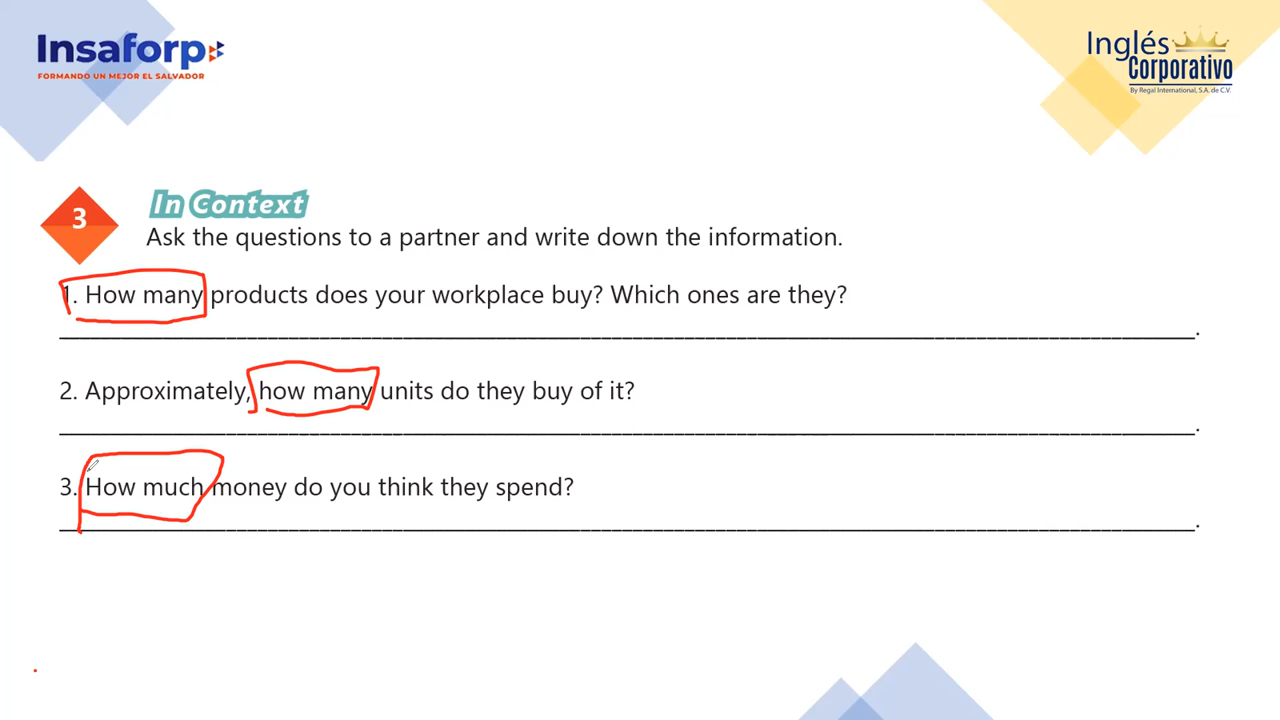 Insaforp
FORMANDO UN MEJOR EL SALVADOR
Inglés
Corporativo
By Regal International, S.A. de C.V.
3
In Context
Ask the questions to a partner and write down the information.
1. How many products does your workplace buy? Which ones are they?
2. Approximately, how many units do they buy of it?
3. How much money do you think they spend?